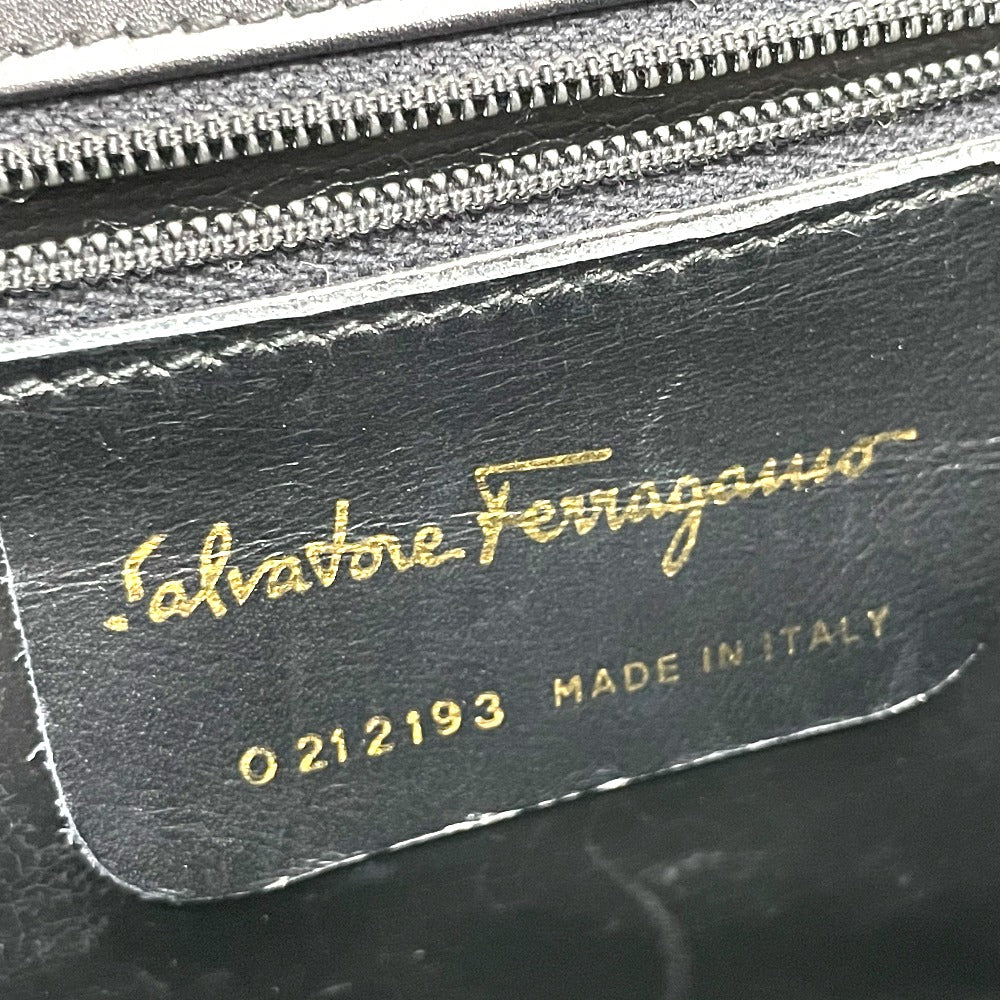 Salvatore Ferragamo
O 212193 MADE IN ITALY